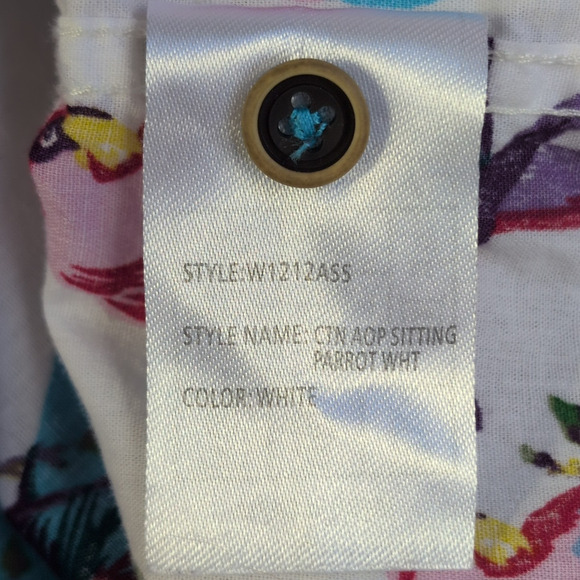 STYLE:W1212ASS
STYLE NAME: CTN AOP SITTING
PARROT WHT
COLOR: WHITE